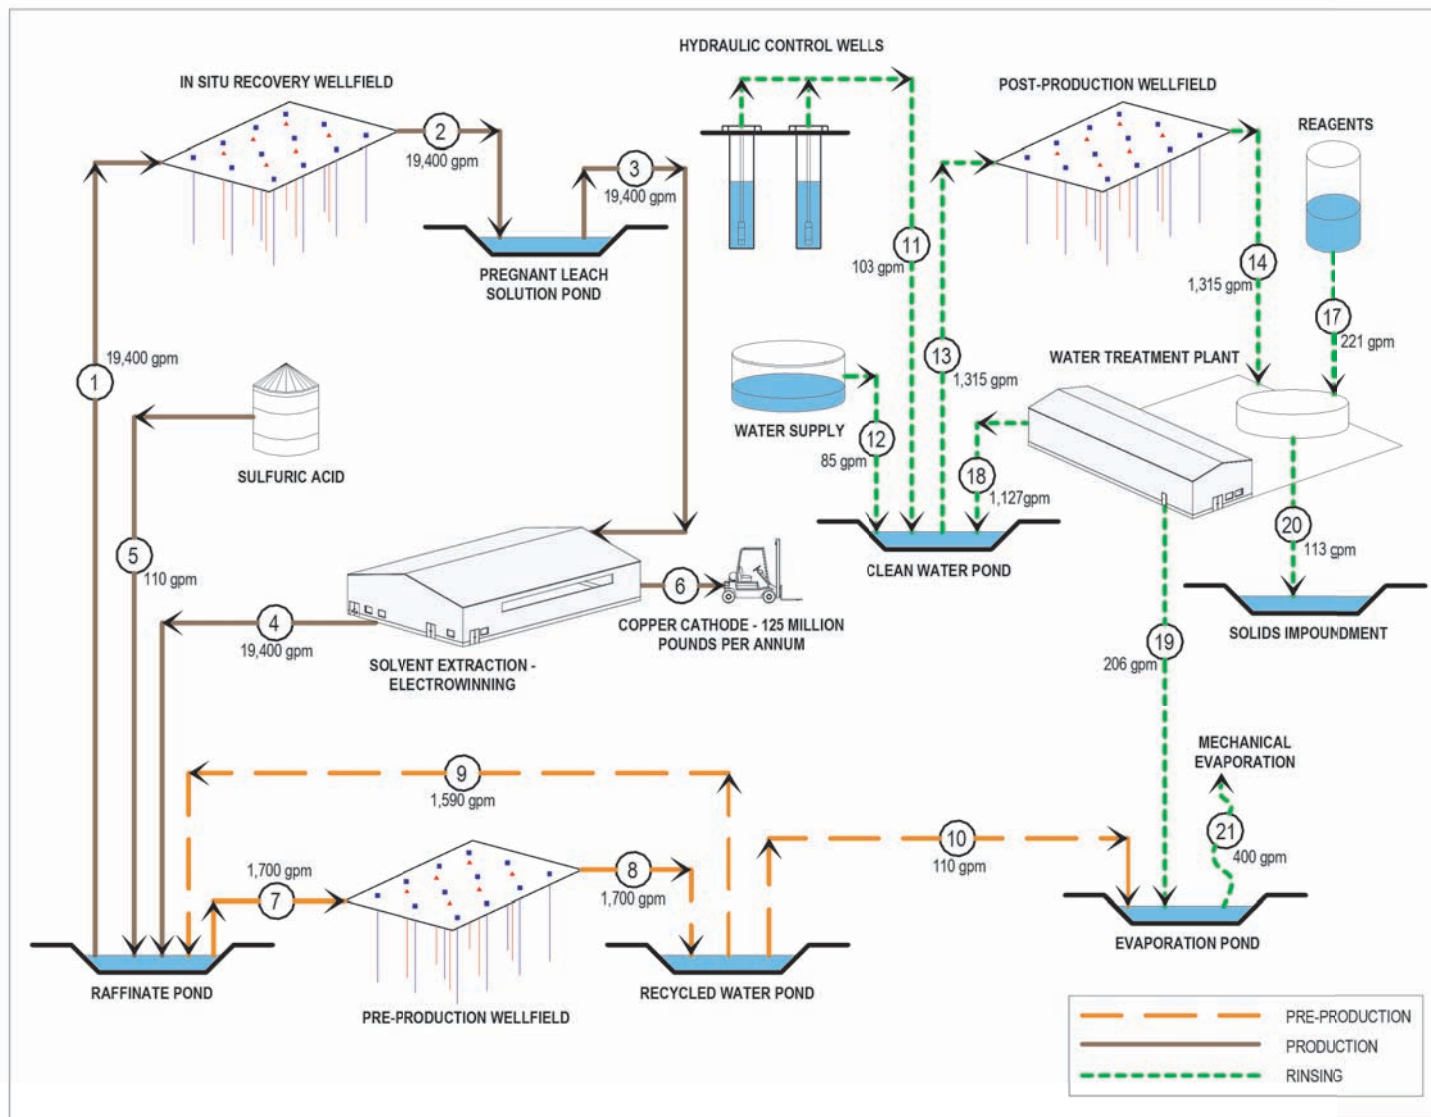 HYDRAULIC CONTROL WELLS
IN SITU RECOVERY WELLFIELD
POST-PRODUCTION WELLFIELD
REAGENTS
2
19,400 gpm
3
19,400 gpm
PREGNANT LEACH
SOLUTION POND
11
103 gpm
14
1,315 gpm
17
221 gpm
1
19,400 gpm
13
1,315 gpm
WATER TREATMENT PLANT
SULFURIC ACID
WATER SUPPLY
12
85 gpm
18
1,127gpm
20
113 gpm
5
110 gpm
CLEAN WATER POND
6
COPPER CATHODE - 125 MILLION
POUNDS PER ANNUM
4
19,400 gpm
SOLVENT EXTRACTION -
ELECTROWINNING
SOLIDS IMPOUNDMENT
19
206 gpm
MECHANICAL
EVAPORATION
9
1,590 gpm
10
110 gpm
21
400 gpm
1,700 gpm
7
8
1,700 gpm
EVAPORATION POND
RAFFINATE POND
PRE-PRODUCTION WELLFIELD
RECYCLED WATER POND
PRE-PRODUCTION
PRODUCTION
RINSING